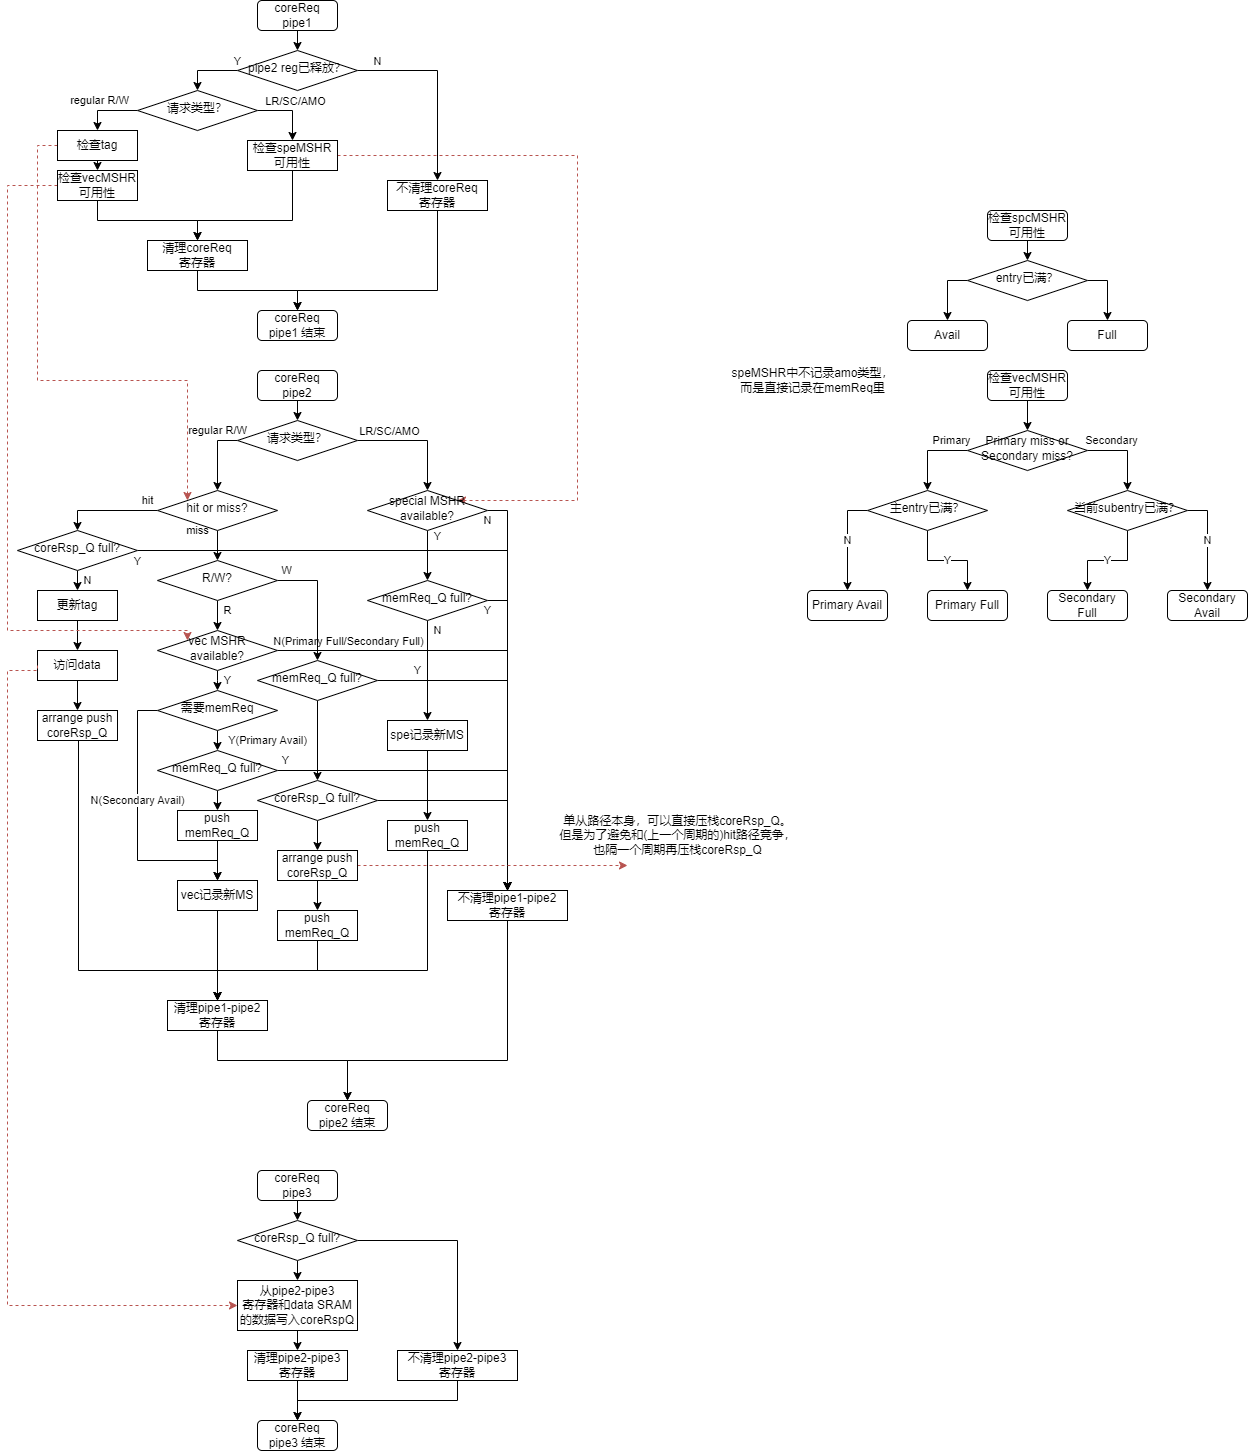 coreReq
pipe1
Y
pipe2 reg已释放?
N
regular R/W
请求类型?
LR/SC/AMO
检查tag
检查speMSHR
可用性
检查vecMSHR
可用性
不清理coreReq
寄存器
清理coreReq
寄存器
coreReq
pipe1 结束
coreReq
pipe2
regular R/W
请求类型?
LR/SC/AMO
hit
hit or miss?
special MSHR
available?
N
miss
Y
coreRsp_Q full?
Y
N
R/W?
W
更新tag
R
memReq_Q full?
Y
N
vec MSHR
available?
N(Primary Full/Secondary Full)
访问data
Y
memReq_Q full?
Y
需要memReq
arrange push
coreRsp_Q
Y(Primary Avail)
spe记录新MS
memReq_Q full?
Y
N(Secondary Avail)
coreRsp_Q full?
push
memReq_Q
push
memReq_Q
arrange push
coreRsp_Q
vec记录新MS
不清理pipe1-pipe2
寄存器
push
memReq_Q
清理pipe1-pipe2
寄存器
coreReq
pipe2 结束
coreReq
pipe3
coreRsp_Q full?
从pipe2-pipe3
寄存器和data SRAM
的数据写入coreRspQ
清理pipe2-pipe3
寄存器
不清理pipe2-pipe3
寄存器
coreReq
pipe3 结束
检查spcMSHR
可用性
entry已满?
Avail
Full
speMSHR中不记录amo类型，
而是直接记录在memReq里
检查vecMSHR
可用性
Primary
Primary miss or
Secondary miss?
Secondary
主entry已满?
当前subentry已满?
N
Y
Y
N
Primary Avail
Primary Full
Secondary
Full
Secondary
Avail
单从路径本身，可以直接压栈coreRsp_Q。
但是为了避免和(上一个周期的)hit路径竞争，
也隔一个周期再压栈coreRsp_Q